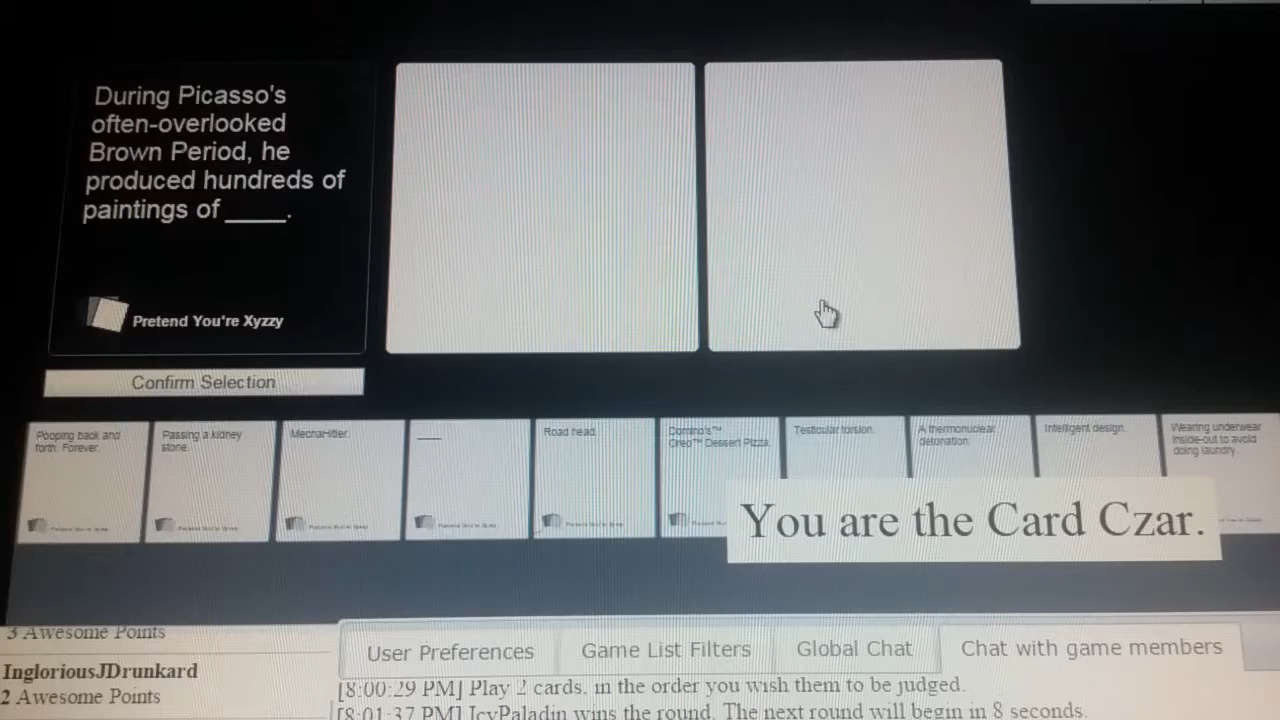 During Picasso's
often-overlooked
Brown Period, he
produced hundreds of
paintings of ____.
Pretend You're Xyzzy
Confirm Selection
Pooping back and
forth. Forever.
Passing a kidney
stone.
MechaHitler.
____
Road head.
Domino's™
Oreo™ Dessert Pizza.
Testicular torsion.
A thermonuclear
detonation.
Intelligent design.
Wearing underwear
inside-out to avoid
doing laundry.
You are the Card Czar.
3 Awesome Points
IngloriousJDrunkard
2 Awesome Points
User Preferences
Game List Filters
Global Chat
Chat with game members
[8:00:29 PM] Play 2 cards, in the order you wish them to be judged.
[8:01:37 PM] IcyPaladin wins the round. The next round will begin in 8 seconds.